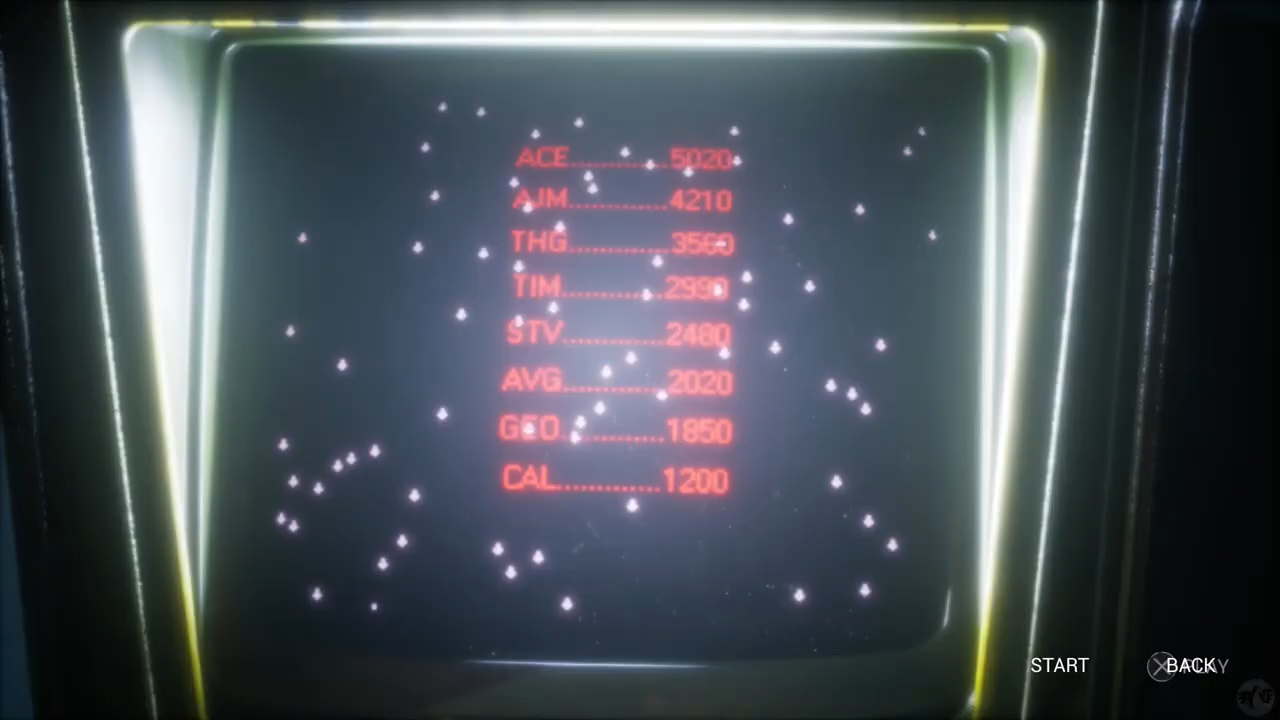 ACE............5020
AJM............4210
THG............3560
TIM............2990
STV............2480
AVG............2020
GEO............1850
CAL............1200
START
BACK